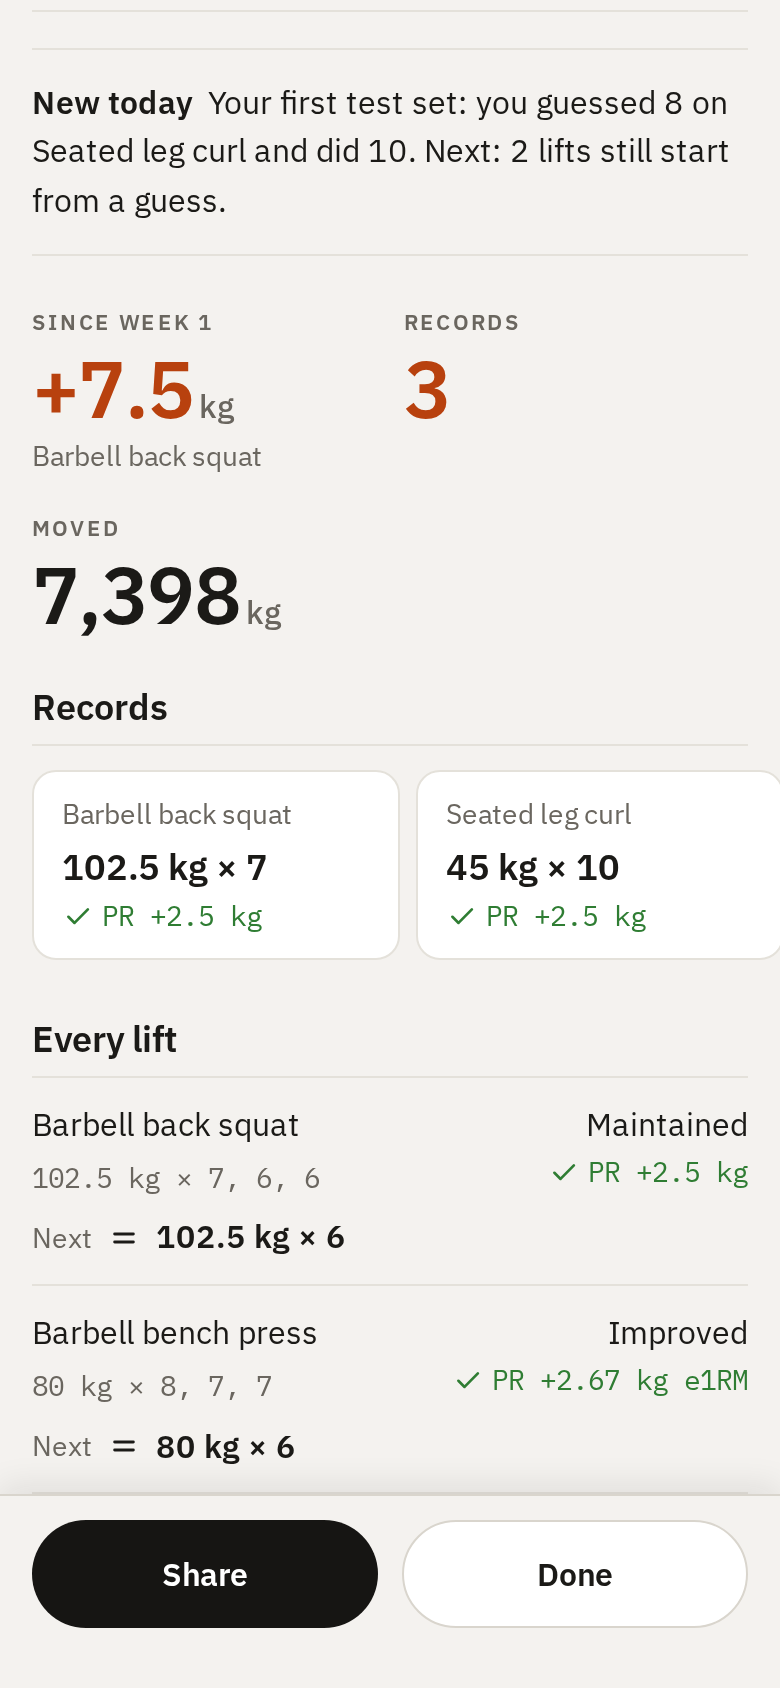 New today Your first test set: you guessed 8 on
Seated leg curl and did 10. Next: 2 lifts still start
from a guess.
SINCE WEEK 1
+7.5 kg
Barbell back squat
RECORDS
3
MOVED
7,398 kg
Records
Barbell back squat
102.5 kg × 7
✓ PR +2.5 kg
Seated leg curl
45 kg × 10
✓ PR +2.5 kg
Every lift
Barbell back squat
Maintained
102.5 kg × 7, 6, 6
✓ PR +2.5 kg
Next = 102.5 kg × 6
Barbell bench press
Improved
80 kg × 8, 7, 7
✓ PR +2.67 kg e1RM
Next = 80 kg × 6
Share
Done